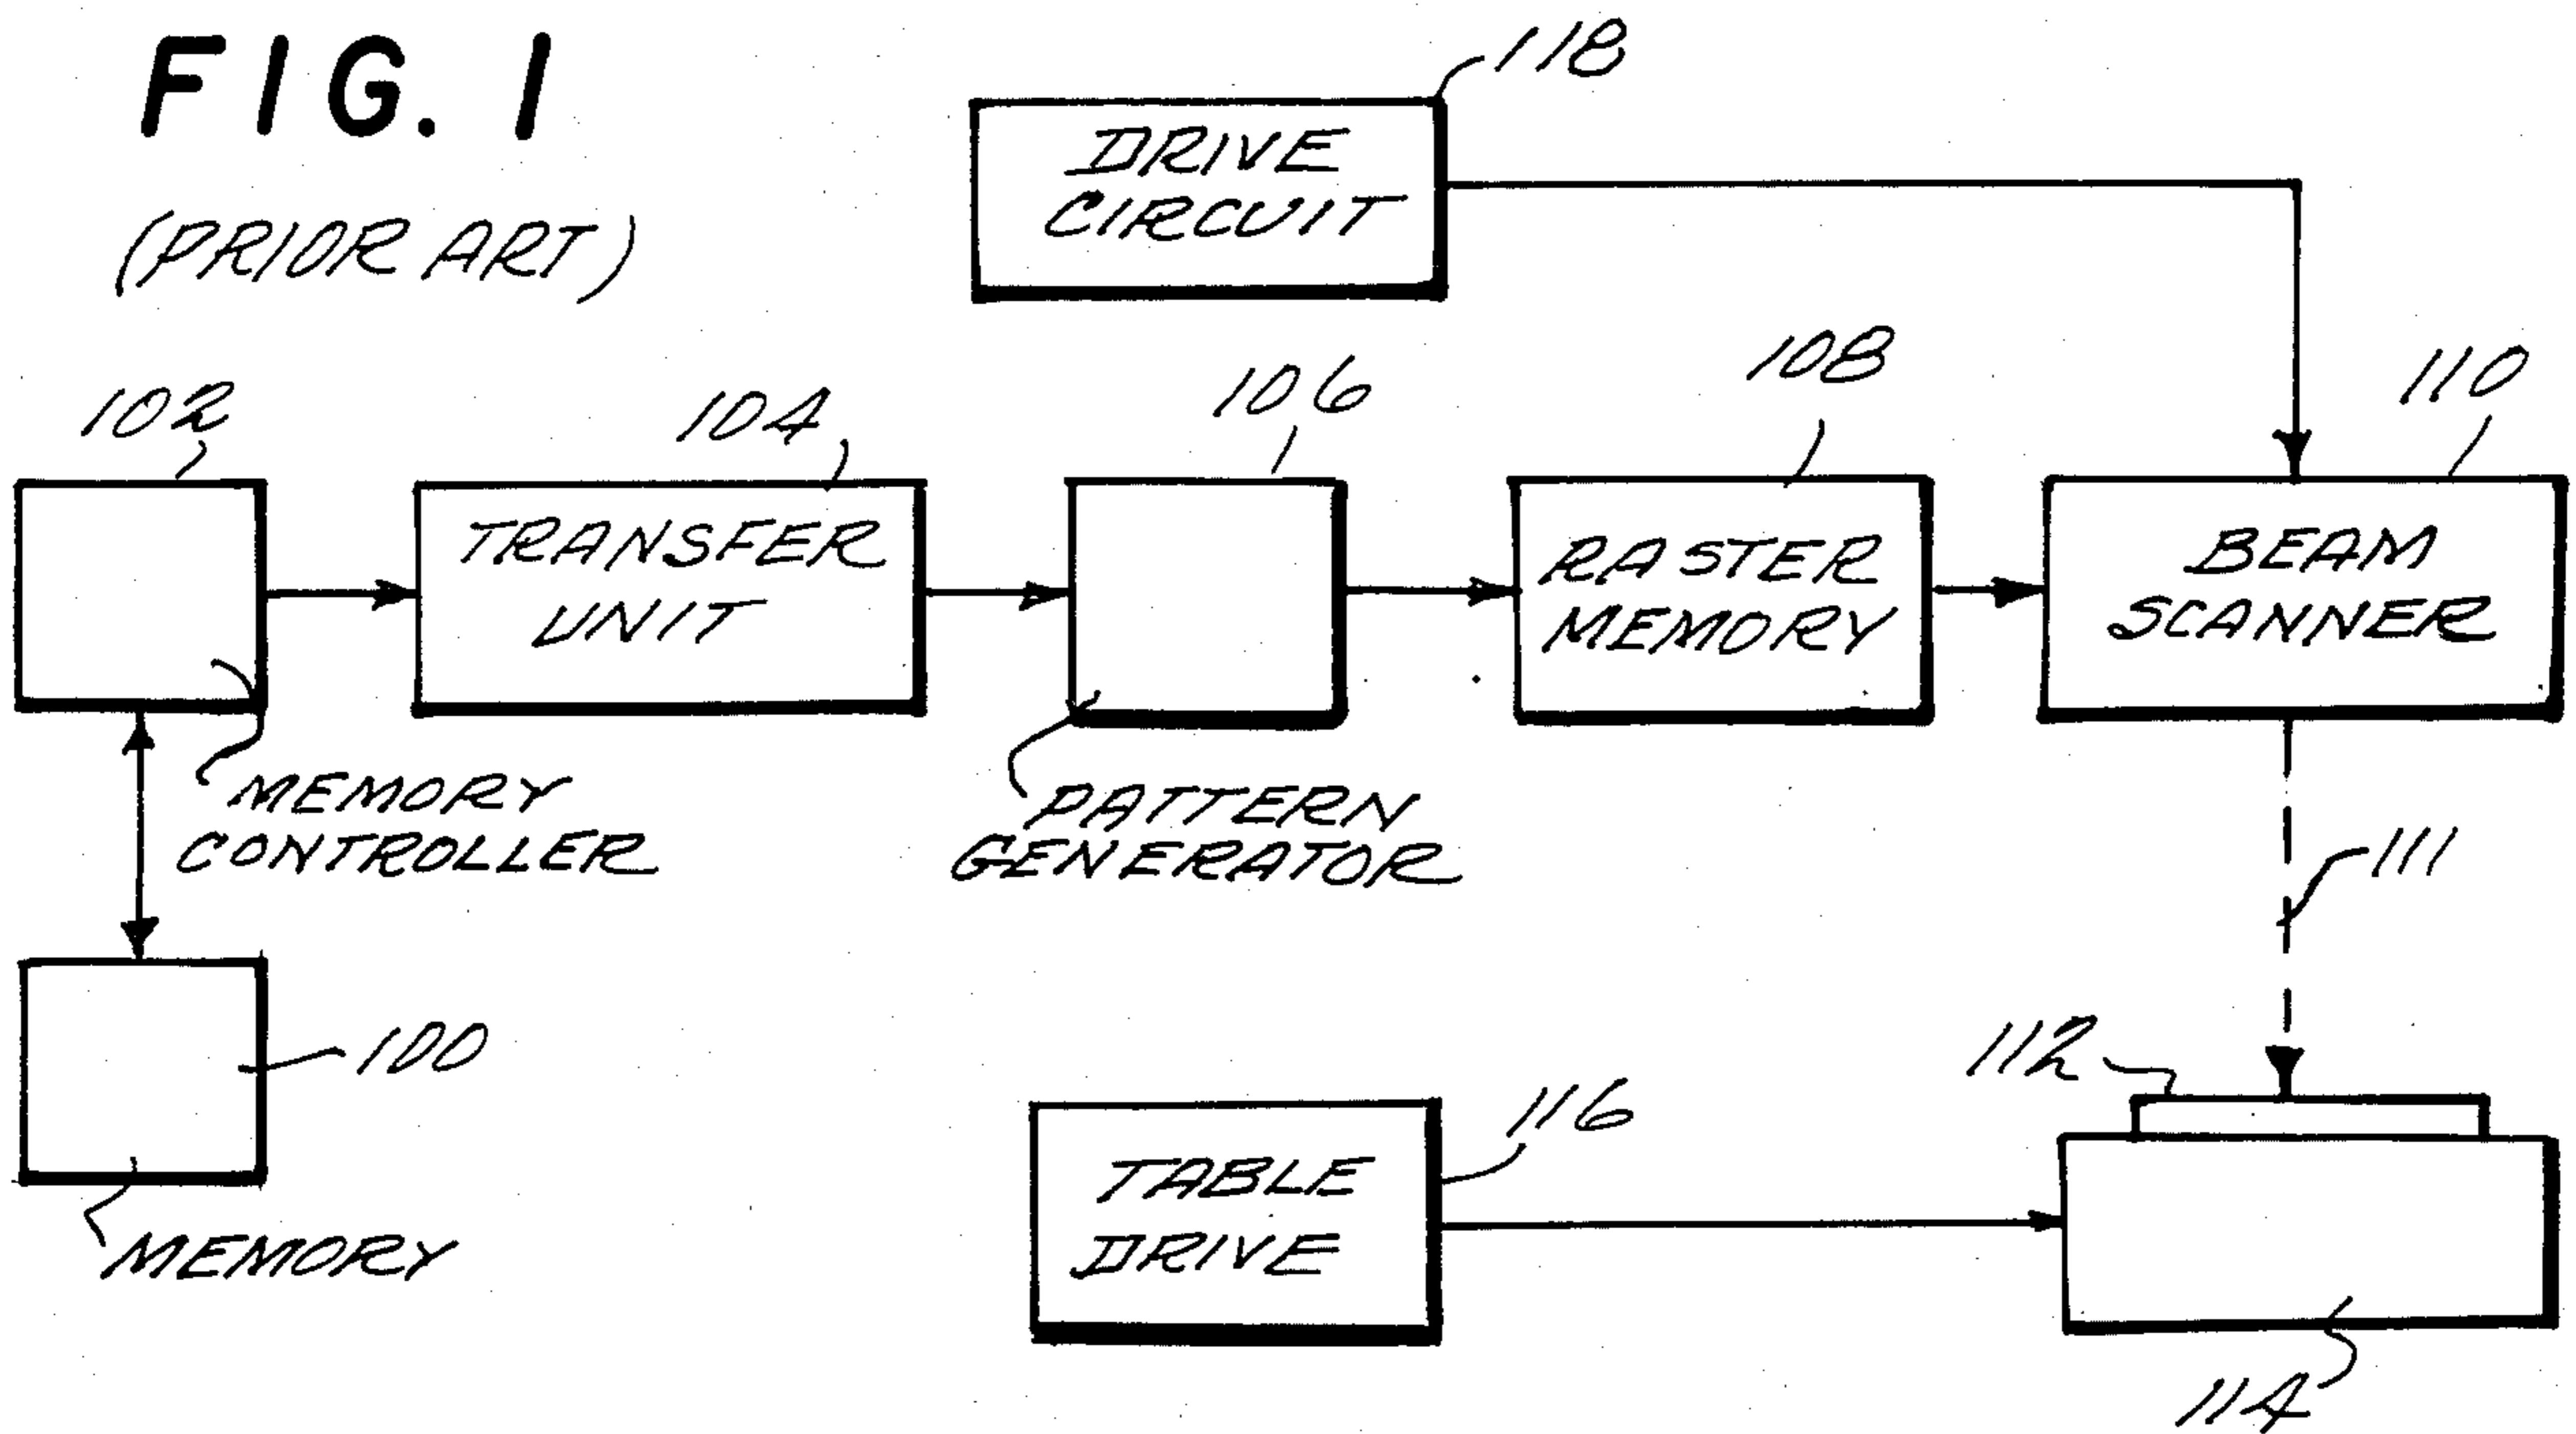 FIG. 1
(PRIOR ART)
118
DRIVE
CIRCUIT
102
104
106
108
110
TRANSFER
UNIT
RASTER
MEMORY
BEAM
SCANNER
MEMORY
CONTROLLER
PATTERN
GENERATOR
111
100
MEMORY
112
116
TABLE
DRIVE
114